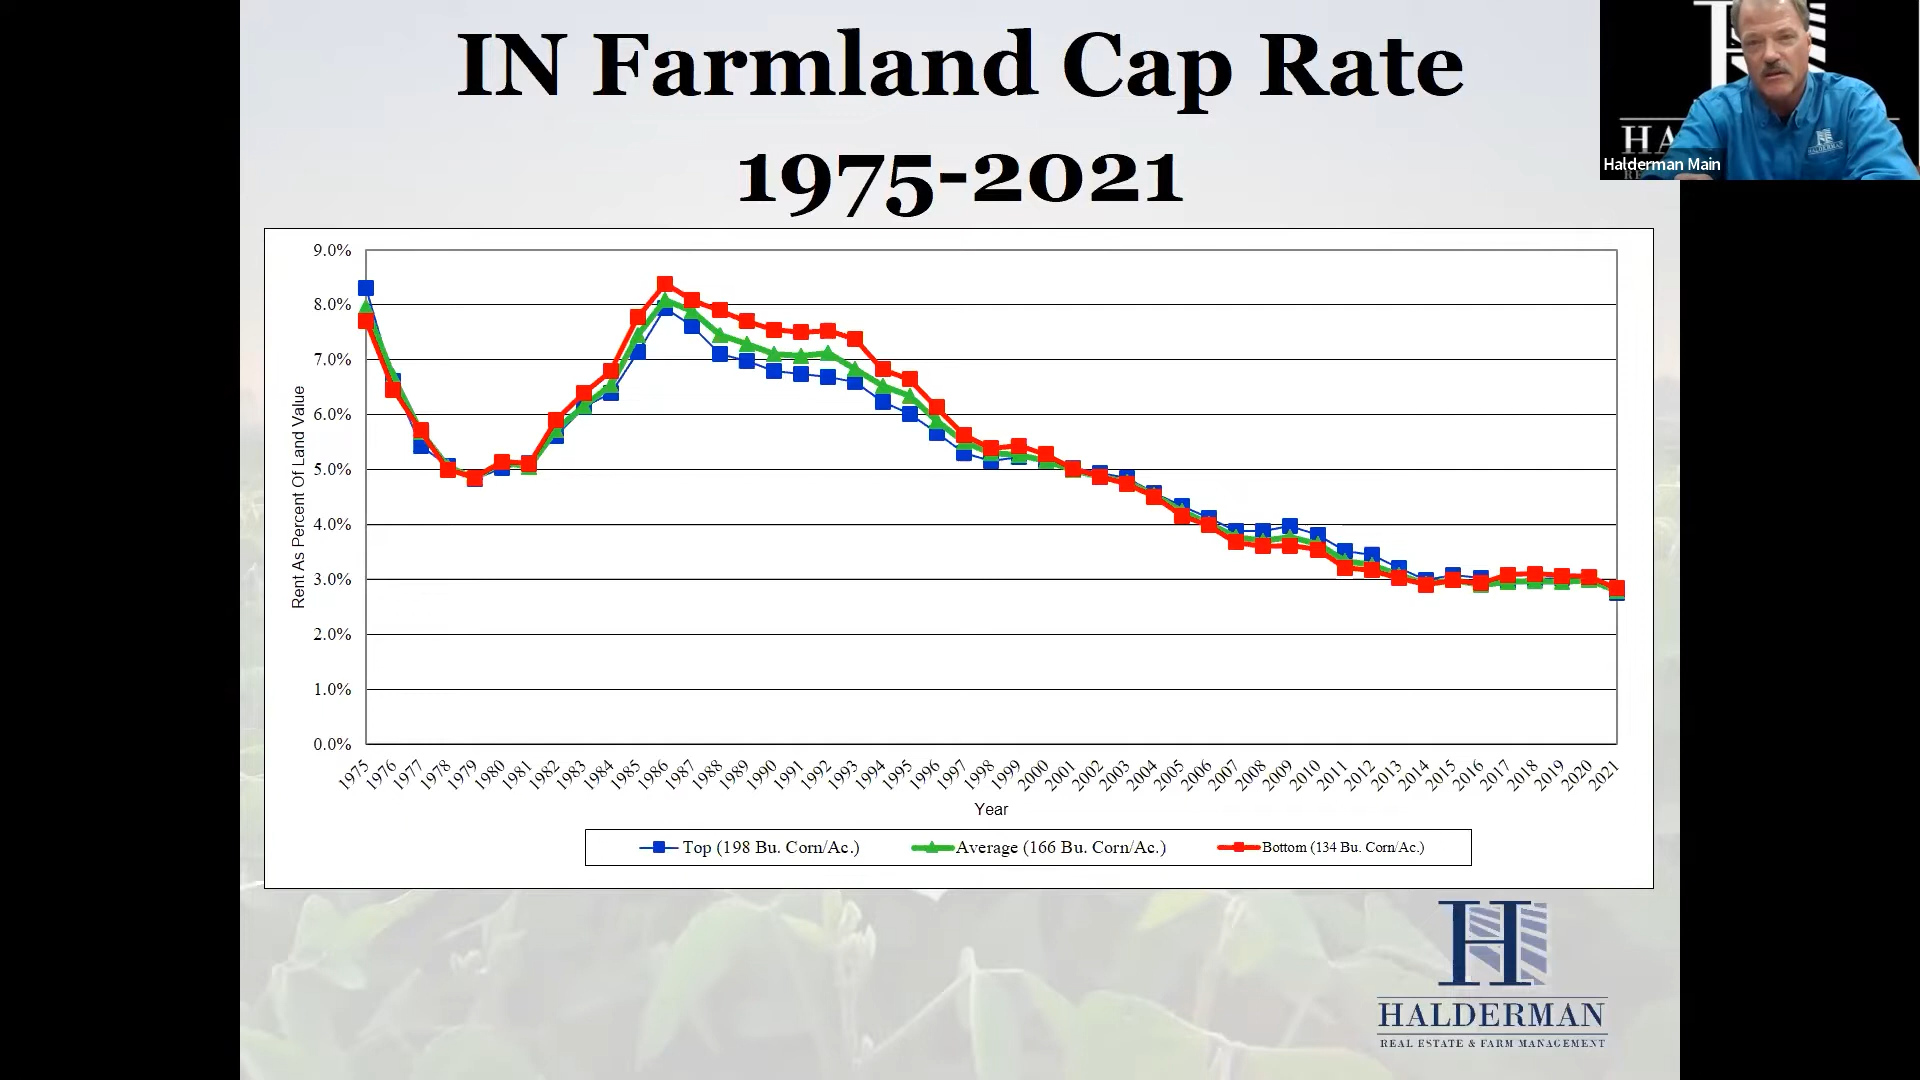 IN Farmland Cap Rate
1975-2021
HA
Halderman Main
RE
HALDERMAN
9.0%
8.0%
7.0%
6.0%
5.0%
4.0%
3.0%
2.0%
1.0%
0.0%
Rent As Percent Of Land Value
1975 1976 1977 1978 1979 1980 1981 1982 1983 1984 1985 1986 1987 1988 1989 1990 1991 1992 1993 1994 1995 1996 1997 1998 1999 2000 2001 2002 2003 2004 2005 2006 2007 2008 2009 2010 2011 2012 2013 2014 2015 2016 2017 2018 2019 2020 2021
Year
Top (198 Bu. Corn/Ac.) Average (166 Bu. Corn/Ac.) Bottom (134 Bu. Corn/Ac.)
H
HALDERMAN
REAL ESTATE & FARM MANAGEMENT